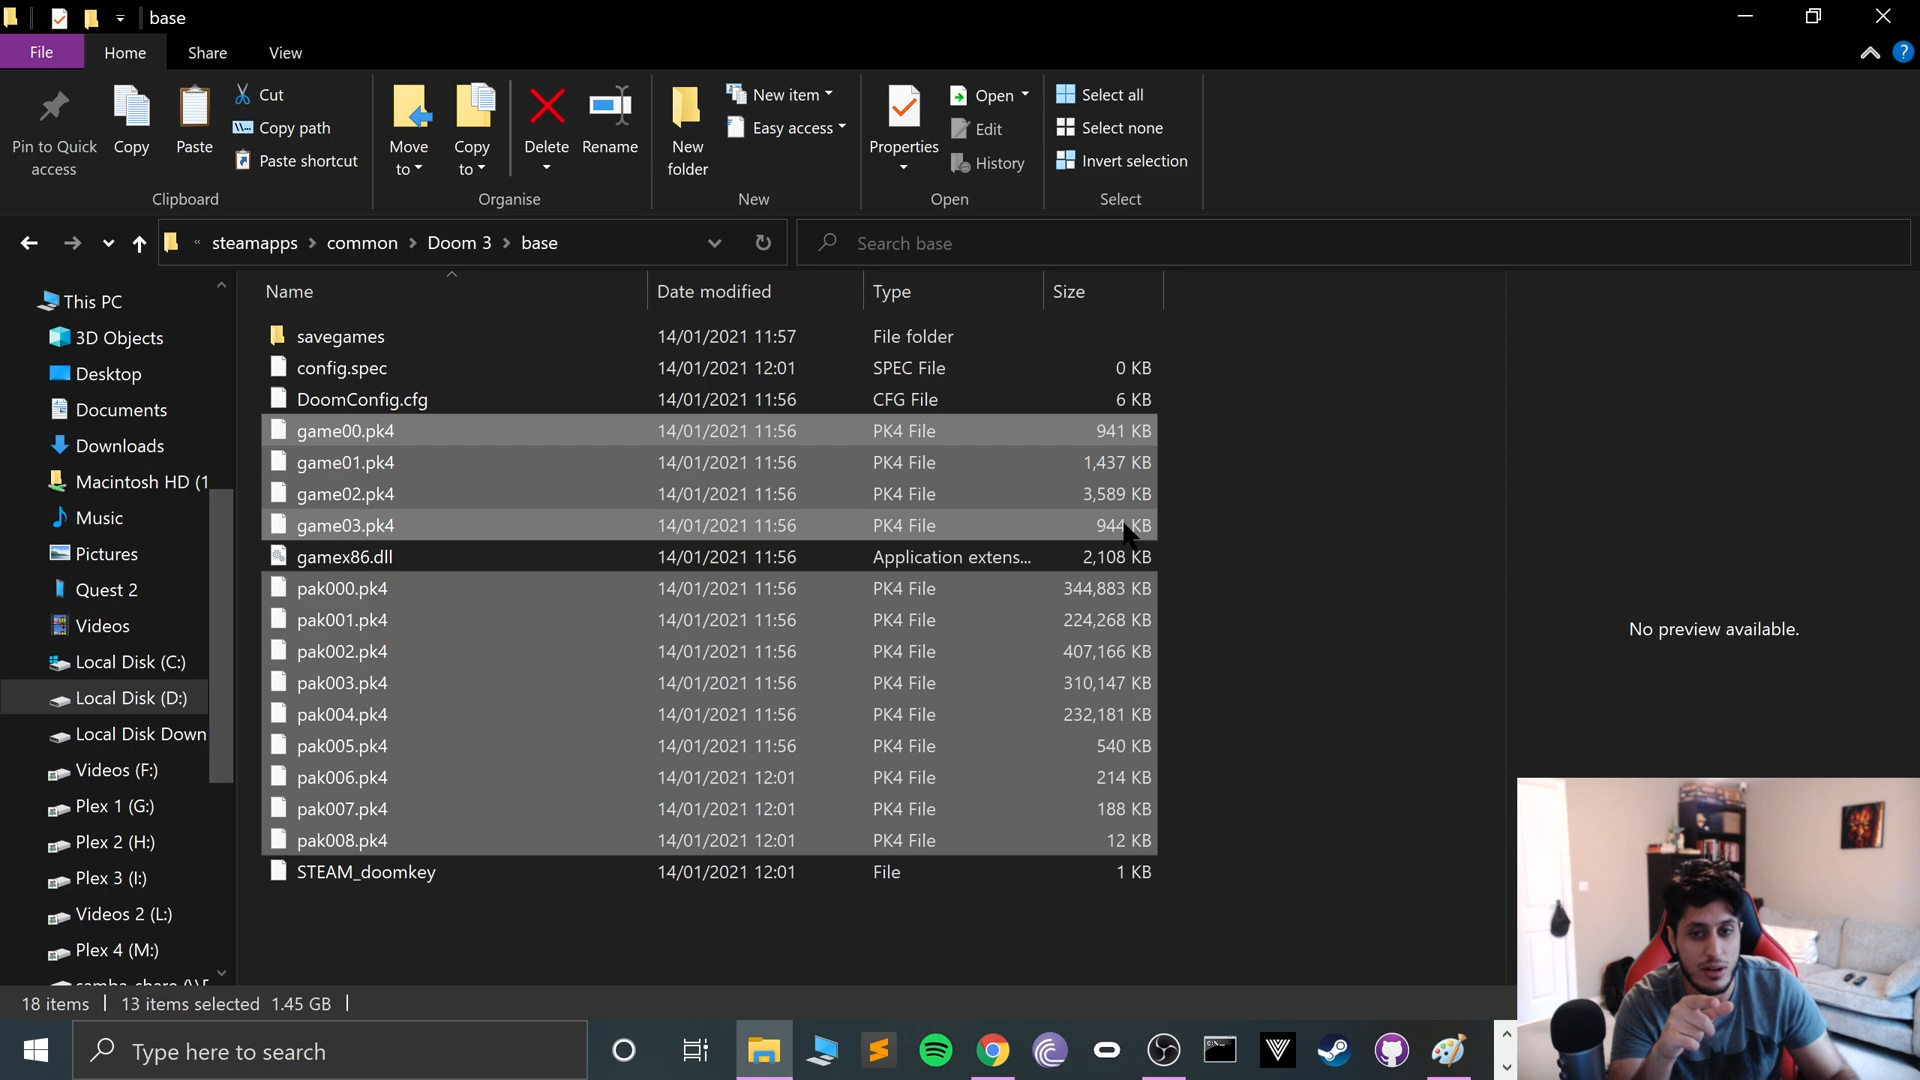 base
File Home Share View
Pin to Quick access
Copy
Paste
Cut
Copy path
Paste shortcut
Clipboard
Move to
Copy to
Delete
Rename
Organise
New folder
New item
Easy access
New
Properties
Open
Edit
History
Open
Select all
Select none
Invert selection
Select
« steamapps > common > Doom 3 > base
Search base
This PC
3D Objects
Desktop
Documents
Downloads
Macintosh HD (1
Music
Pictures
Quest 2
Videos
Local Disk (C:)
Local Disk (D:)
Local Disk Down
Videos (F:)
Plex 1 (G:)
Plex 2 (H:)
Plex 3 (I:)
Videos 2 (L:)
Plex 4 (M:)
Name Date modified Type Size
savegames 14/01/2021 11:57 File folder
config.spec 14/01/2021 12:01 SPEC File 0 KB
DoomConfig.cfg 14/01/2021 11:56 CFG File 6 KB
game00.pk4 14/01/2021 11:56 PK4 File 941 KB
game01.pk4 14/01/2021 11:56 PK4 File 1,437 KB
game02.pk4 14/01/2021 11:56 PK4 File 3,589 KB
game03.pk4 14/01/2021 11:56 PK4 File 944 KB
gamex86.dll 14/01/2021 11:56 Application extens... 2,108 KB
pak000.pk4 14/01/2021 11:56 PK4 File 344,883 KB
pak001.pk4 14/01/2021 11:56 PK4 File 224,268 KB
pak002.pk4 14/01/2021 11:56 PK4 File 407,166 KB
pak003.pk4 14/01/2021 11:56 PK4 File 310,147 KB
pak004.pk4 14/01/2021 11:56 PK4 File 232,181 KB
pak005.pk4 14/01/2021 11:56 PK4 File 540 KB
pak006.pk4 14/01/2021 12:01 PK4 File 214 KB
pak007.pk4 14/01/2021 12:01 PK4 File 188 KB
pak008.pk4 14/01/2021 12:01 PK4 File 12 KB
STEAM_doomkey 14/01/2021 12:01 File 1 KB
No preview available.
18 items 13 items selected 1.45 GB
Type here to search